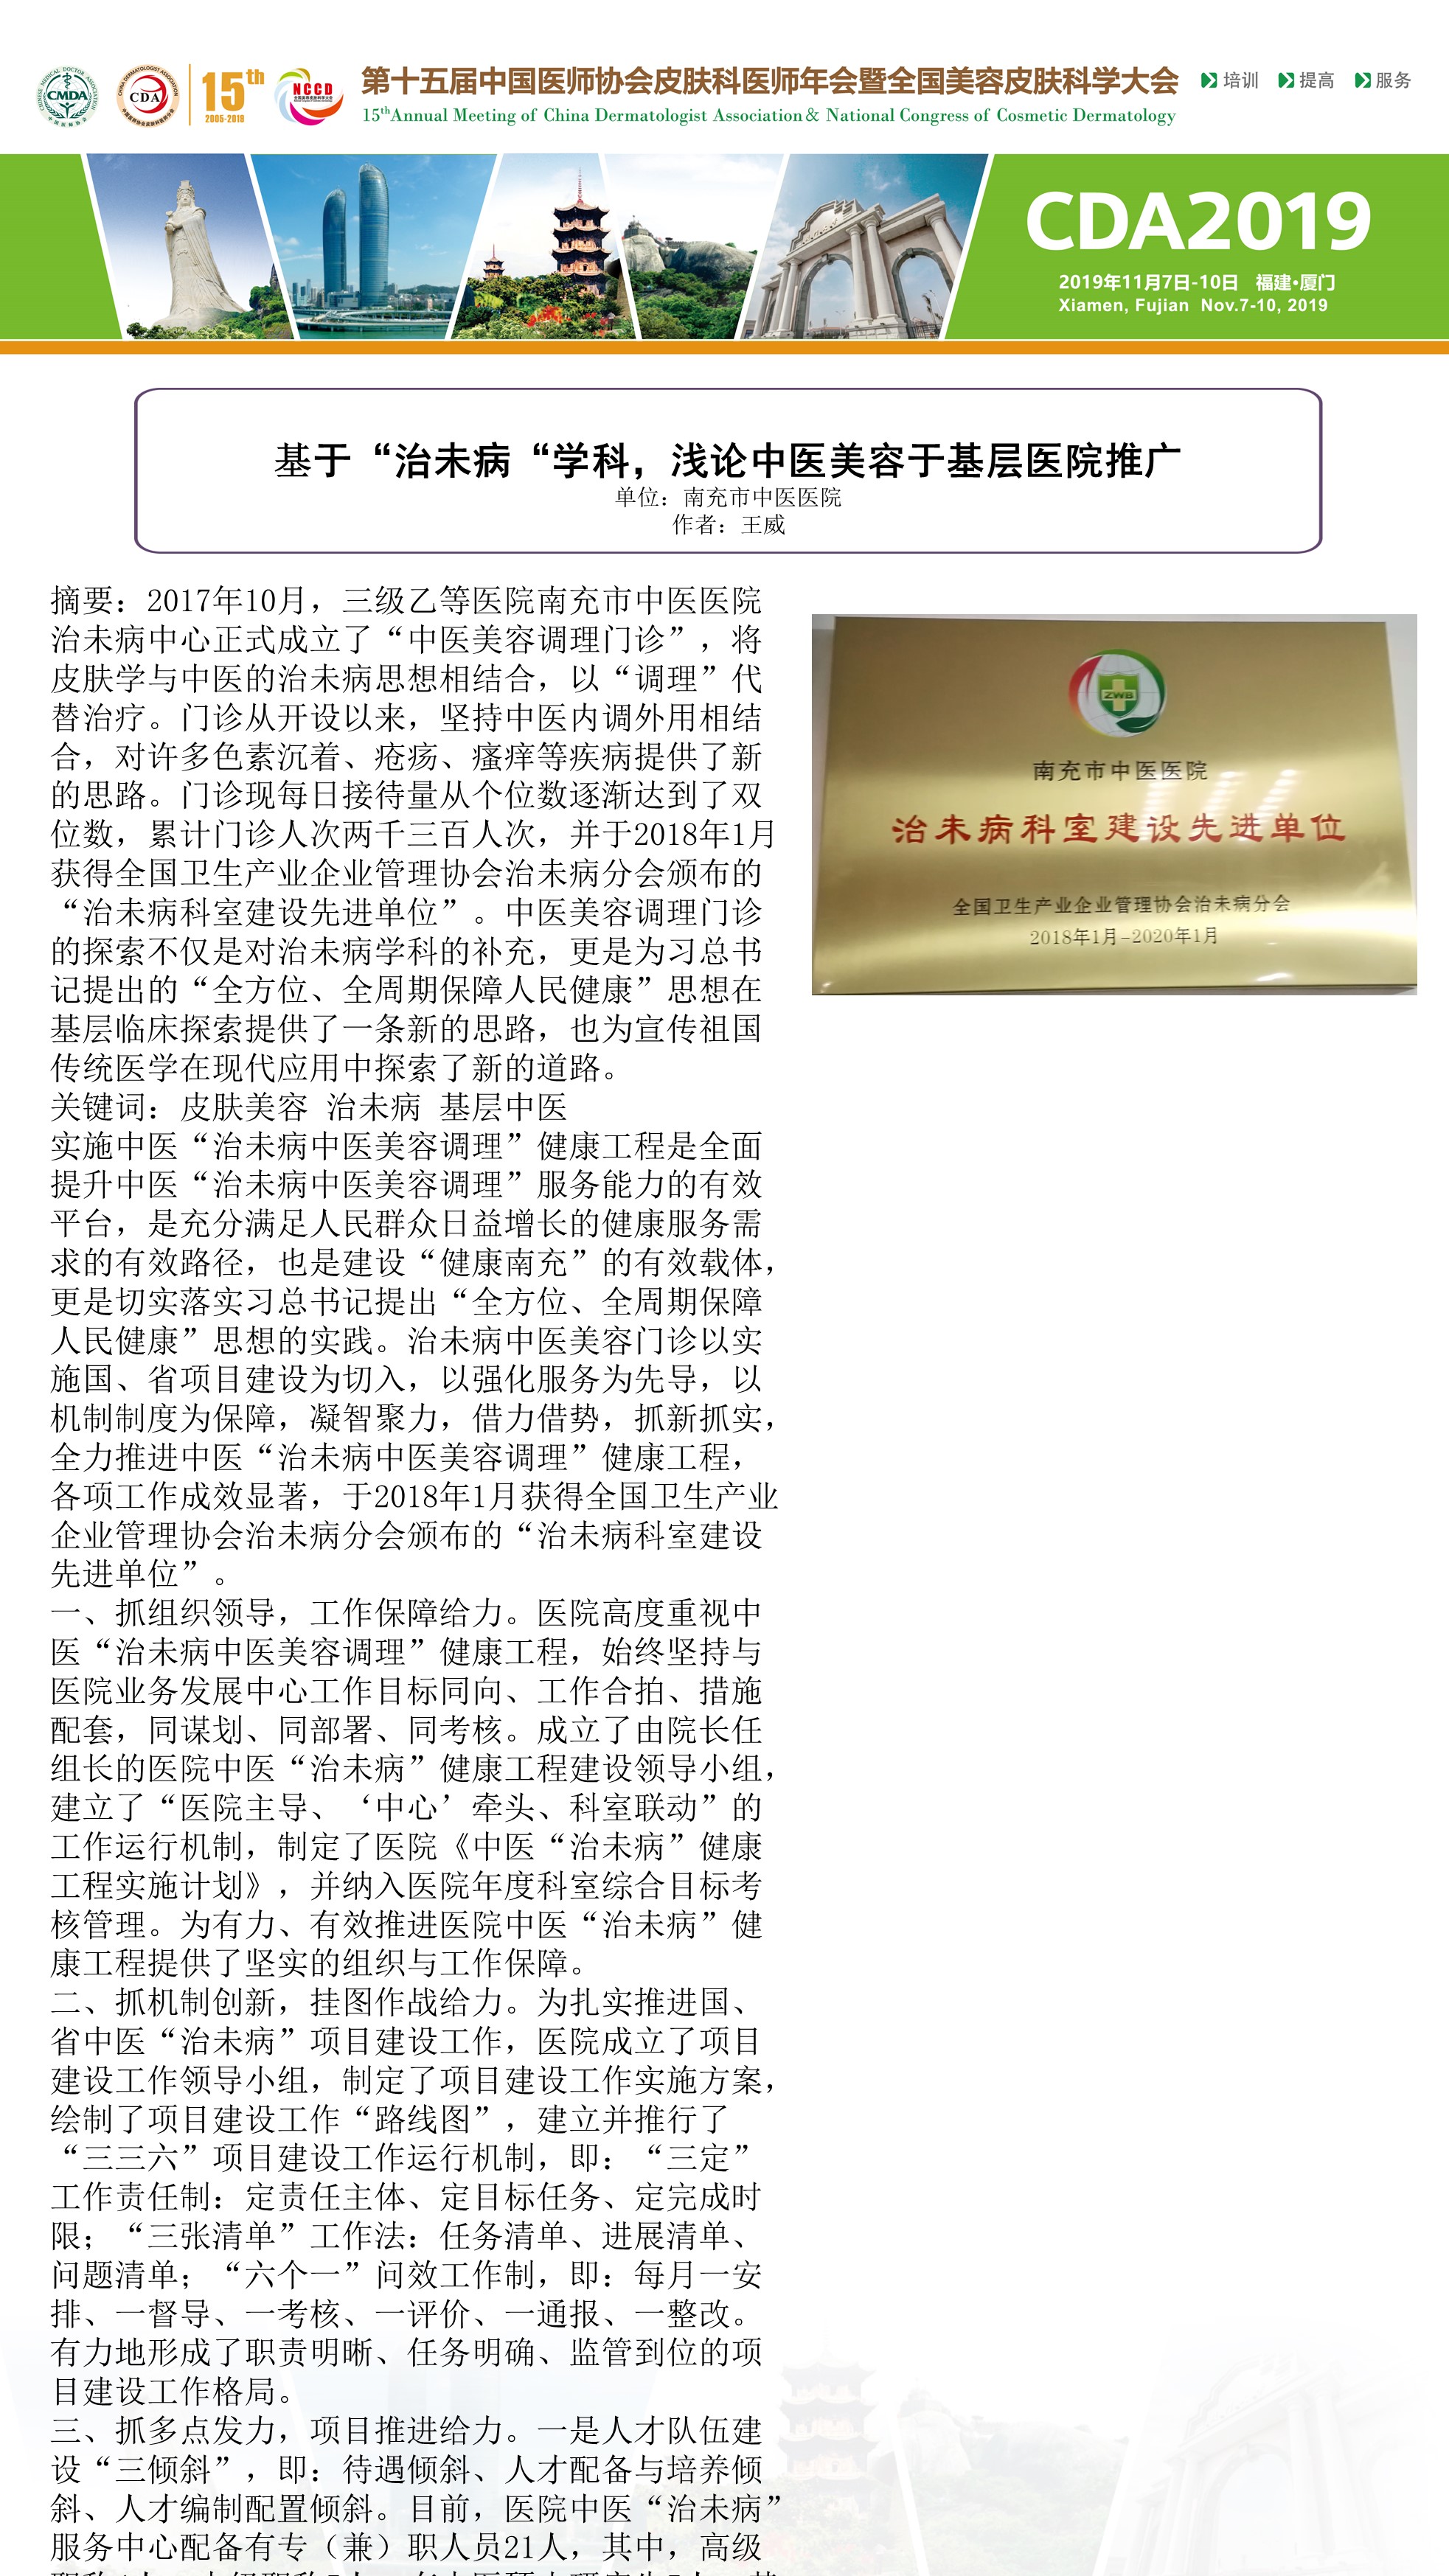 CMDA
CDA
15th
2005-2019
NCCD
第十五届中国医师协会皮肤科医师年会暨全国美容皮肤科学大会
15thAnnual Meeting of China Dermatologist Association& National Congress of Cosmetic Dermatology
培训 提高 服务
CDA2019
2019年11月7日-10日 福建·厦门
Xiamen, Fujian Nov.7-10, 2019
基于“治未病“学科，浅论中医美容于基层医院推广
单位：南充市中医医院
作者：王威
摘要：2017年10月，三级乙等医院南充市中医医院
治未病中心正式成立了“中医美容调理门诊”，将
皮肤学与中医的治未病思想相结合，以“调理”代
替治疗。门诊从开设以来，坚持中医内调外用相结
合，对许多色素沉着、疮疡、瘙痒等疾病提供了新
的思路。门诊现每日接待量从个位数逐渐达到了双
位数，累计门诊人次两千三百人次，并于2018年1月
获得全国卫生产业企业管理协会治未病分会颁布的
“治未病科室建设先进单位”。中医美容调理门诊
的探索不仅是对治未病学科的补充，更是为习总书
记提出的“全方位、全周期保障人民健康”思想在
基层临床探索提供了一条新的思路，也为宣传祖国
传统医学在现代应用中探索了新的道路。
关键词：皮肤美容 治未病 基层中医
实施中医“治未病中医美容调理”健康工程是全面
提升中医“治未病中医美容调理”服务能力的有效
平台，是充分满足人民群众日益增长的健康服务需
求的有效路径，也是建设“健康南充”的有效载体，
更是切实落实习总书记提出“全方位、全周期保障
人民健康”思想的实践。治未病中医美容门诊以实
施国、省项目建设为切入，以强化服务为先导，以
机制制度为保障，凝智聚力，借力借势，抓新抓实，
全力推进中医“治未病中医美容调理”健康工程，
各项工作成效显著，于2018年1月获得全国卫生产业
企业管理协会治未病分会颁布的“治未病科室建设
先进单位”。
一、抓组织领导，工作保障给力。医院高度重视中
医“治未病中医美容调理”健康工程，始终坚持与
医院业务发展中心工作目标同向、工作合拍、措施
配套，同谋划、同部署、同考核。成立了由院长任
组长的医院中医“治未病”健康工程建设领导小组，
建立了“医院主导、‘中心’牵头、科室联动”的
工作运行机制，制定了医院《中医“治未病”健康
工程实施计划》，并纳入医院年度科室综合目标考
核管理。为有力、有效推进医院中医“治未病”健
康工程提供了坚实的组织与工作保障。
二、抓机制创新，挂图作战给力。为扎实推进国、
省中医“治未病”项目建设工作，医院成立了项目
建设工作领导小组，制定了项目建设工作实施方案，
绘制了项目建设工作“路线图”，建立并推行了
“三三六”项目建设工作运行机制，即：“三定”
工作责任制：定责任主体、定目标任务、定完成时
限；“三张清单”工作法：任务清单、进展清单、
问题清单；“六个一”问效工作制，即：每月一安
排、一督导、一考核、一评价、一通报、一整改。
有力地形成了职责明晰、任务明确、监管到位的项
目建设工作格局。
三、抓多点发力，项目推进给力。一是人才队伍建
设“三倾斜”，即：待遇倾斜、人才配备与培养倾
斜、人才编制配置倾斜。目前，医院中医“治未病”
服务中心配备有专（兼）职人员21人，其中，高级
ZWB
南充市中医医院
治未病科室建设先进单位
全国卫生产业企业管理协会治未病分会
2018年1月-2020年1月